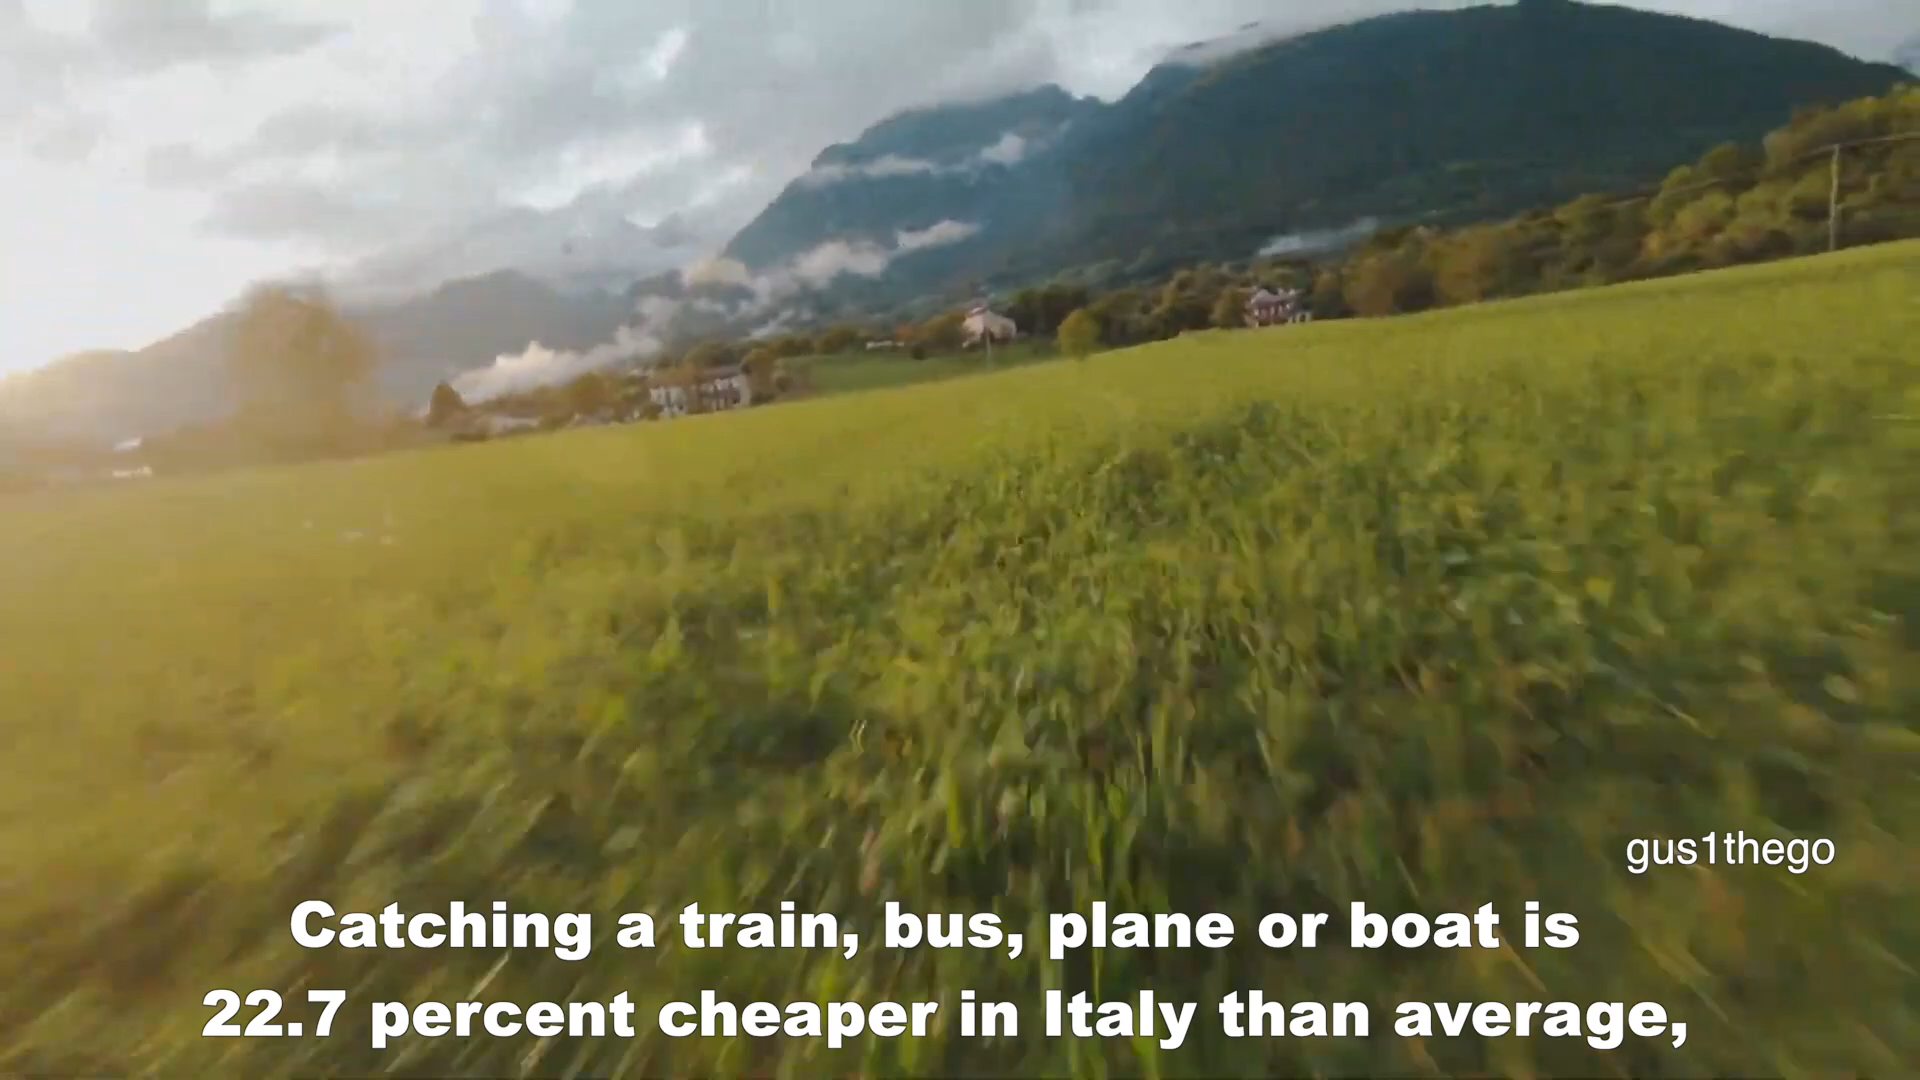 gus1thego
Catching a train, bus, plane or boat is
22.7 percent cheaper in Italy than average,